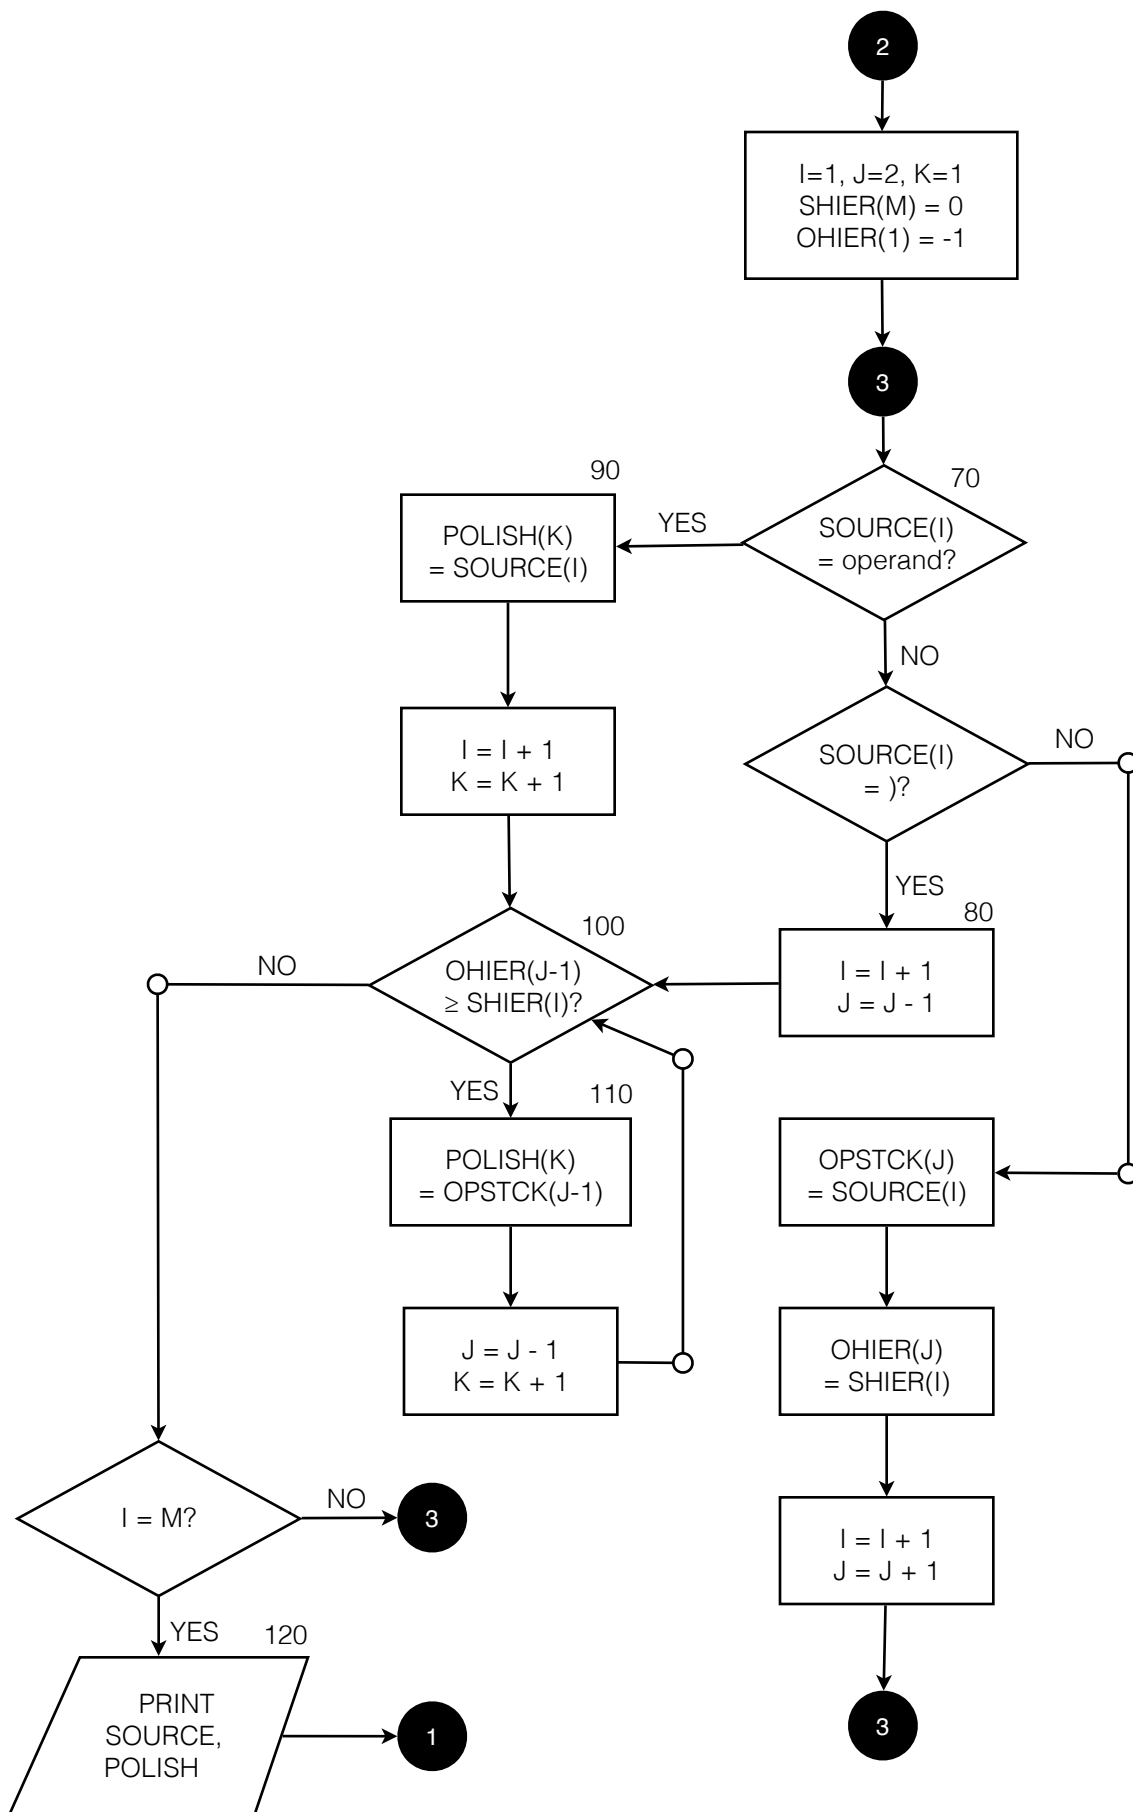 2
I=1, J=2, K=1
SHIER(M) = 0
OHIER(1) = -1
3
70
SOURCE(I)
= operand?
YES
90
POLISH(K)
= SOURCE(I)
NO
I = I + 1
K = K + 1
SOURCE(I)
= )?
NO
YES
80
I = I + 1
J = J - 1
100
OHIER(J-1)
≥ SHIER(I)?
NO
YES
110
POLISH(K)
= OPSTCK(J-1)
J = J - 1
K = K + 1
OPSTCK(J)
= SOURCE(I)
OHIER(J)
= SHIER(I)
I = I + 1
J = J + 1
3
I = M?
NO
3
YES
120
PRINT
SOURCE,
POLISH
1